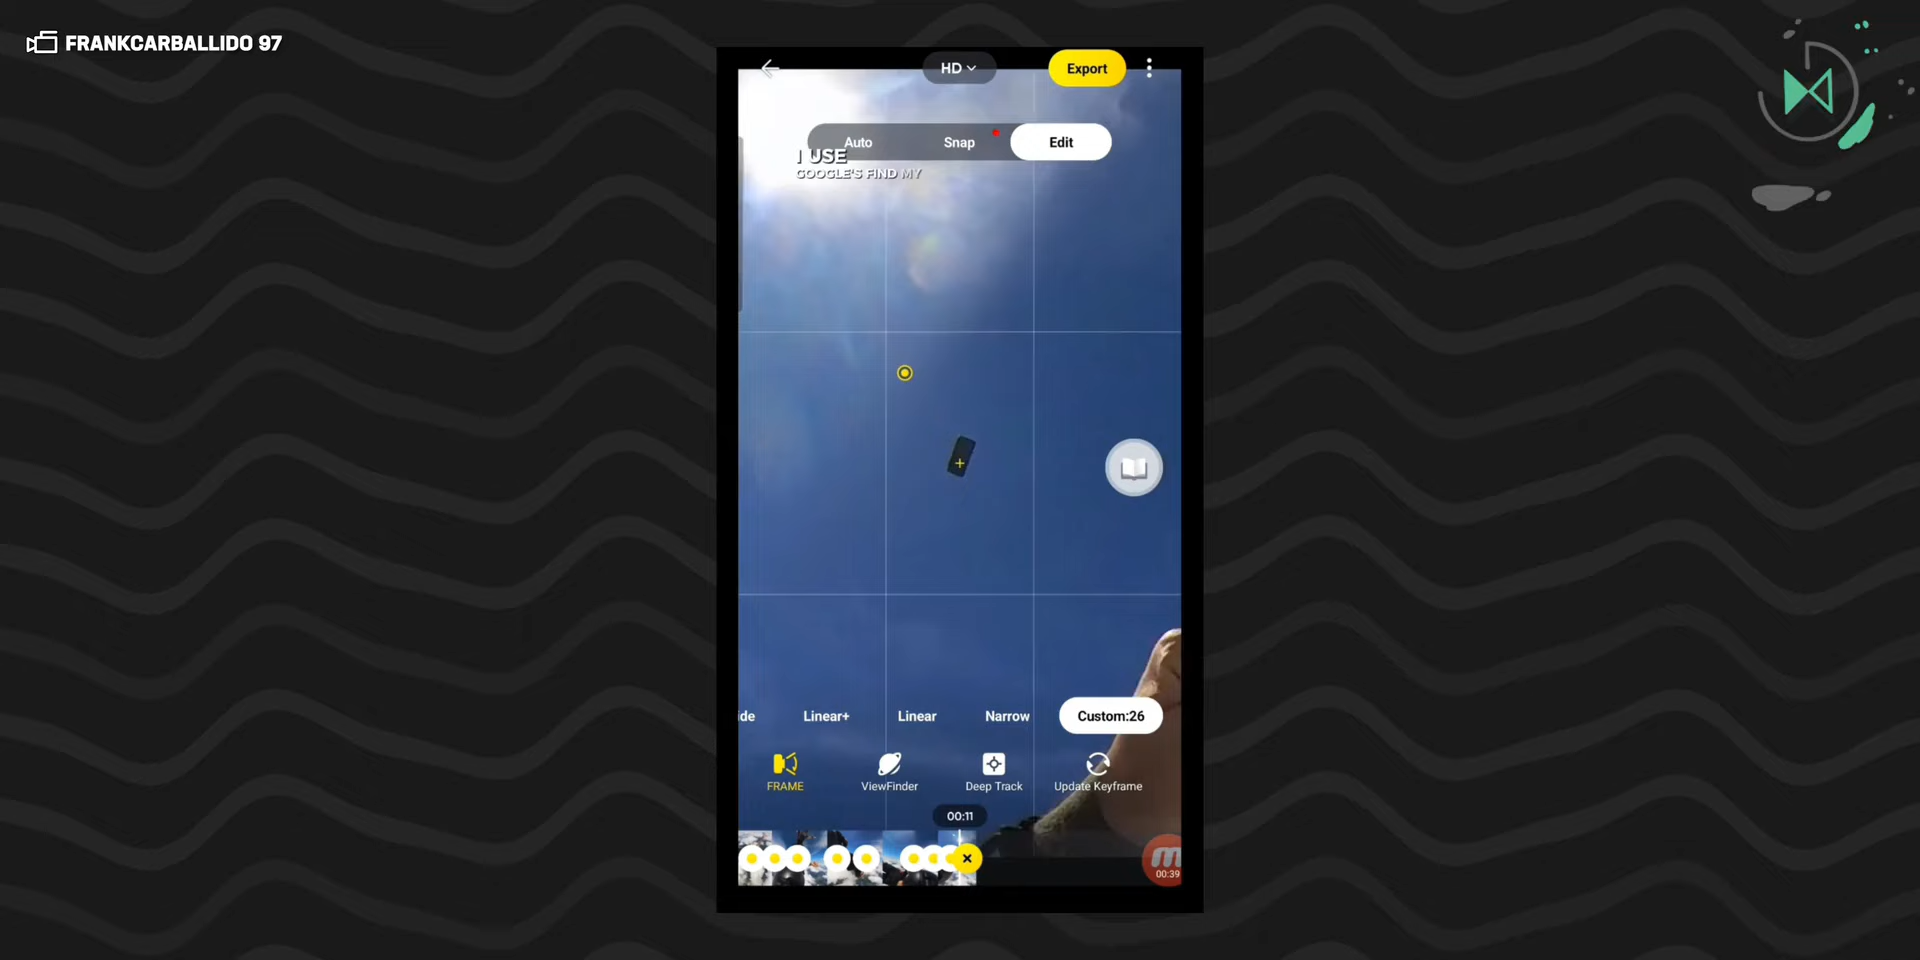 FRANKCARBALLIDO 97
HD
Export
Auto
Snap
Edit
I USE
GOOGLE'S FIND MY
ide
Linear+
Linear
Narrow
Custom:26
FRAME
ViewFinder
Deep Track
Update Keyframe
00:11
00:39